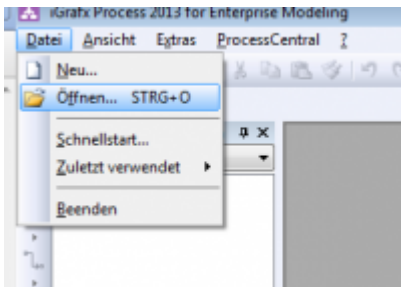 iGrafx Process 2013 for Enterprise Modeling
Datei Ansicht Extras ProcessCentral ?
Neu...
Öffnen... STRG+O
Schnellstart...
Zuletzt verwendet
Beenden